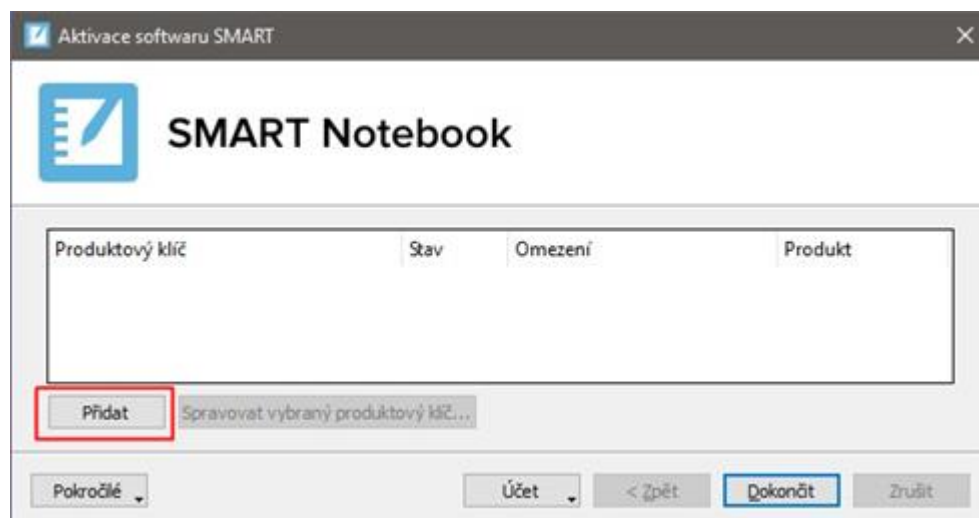 Aktivace softwaru SMART
SMART Notebook
Produktový klíč Stav Omezení Produkt
Přidat Spravovat vybraný produktový klíč...
Pokročilé Účet < Zpět Dokončit Zrušit